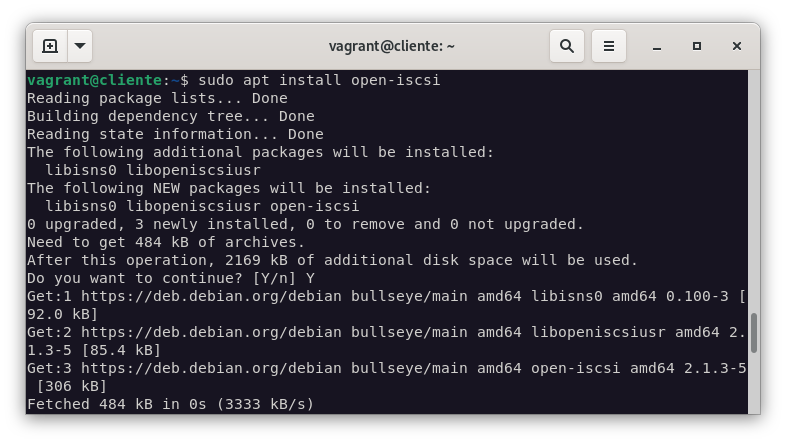 vagrant@cliente: ~
vagrant@cliente:~$ sudo apt install open-iscsi
Reading package lists... Done
Building dependency tree... Done
Reading state information... Done
The following additional packages will be installed:
  libisns0 libopeniscsiusr
The following NEW packages will be installed:
  libisns0 libopeniscsiusr open-iscsi
0 upgraded, 3 newly installed, 0 to remove and 0 not upgraded.
Need to get 484 kB of archives.
After this operation, 2169 kB of additional disk space will be used.
Do you want to continue? [Y/n] Y
Get:1 https://deb.debian.org/debian bullseye/main amd64 libisns0 amd64 0.100-3 [
92.0 kB]
Get:2 https://deb.debian.org/debian bullseye/main amd64 libopeniscsiusr amd64 2.
1.3-5 [85.4 kB]
Get:3 https://deb.debian.org/debian bullseye/main amd64 open-iscsi amd64 2.1.3-5
 [306 kB]
Fetched 484 kB in 0s (3333 kB/s)